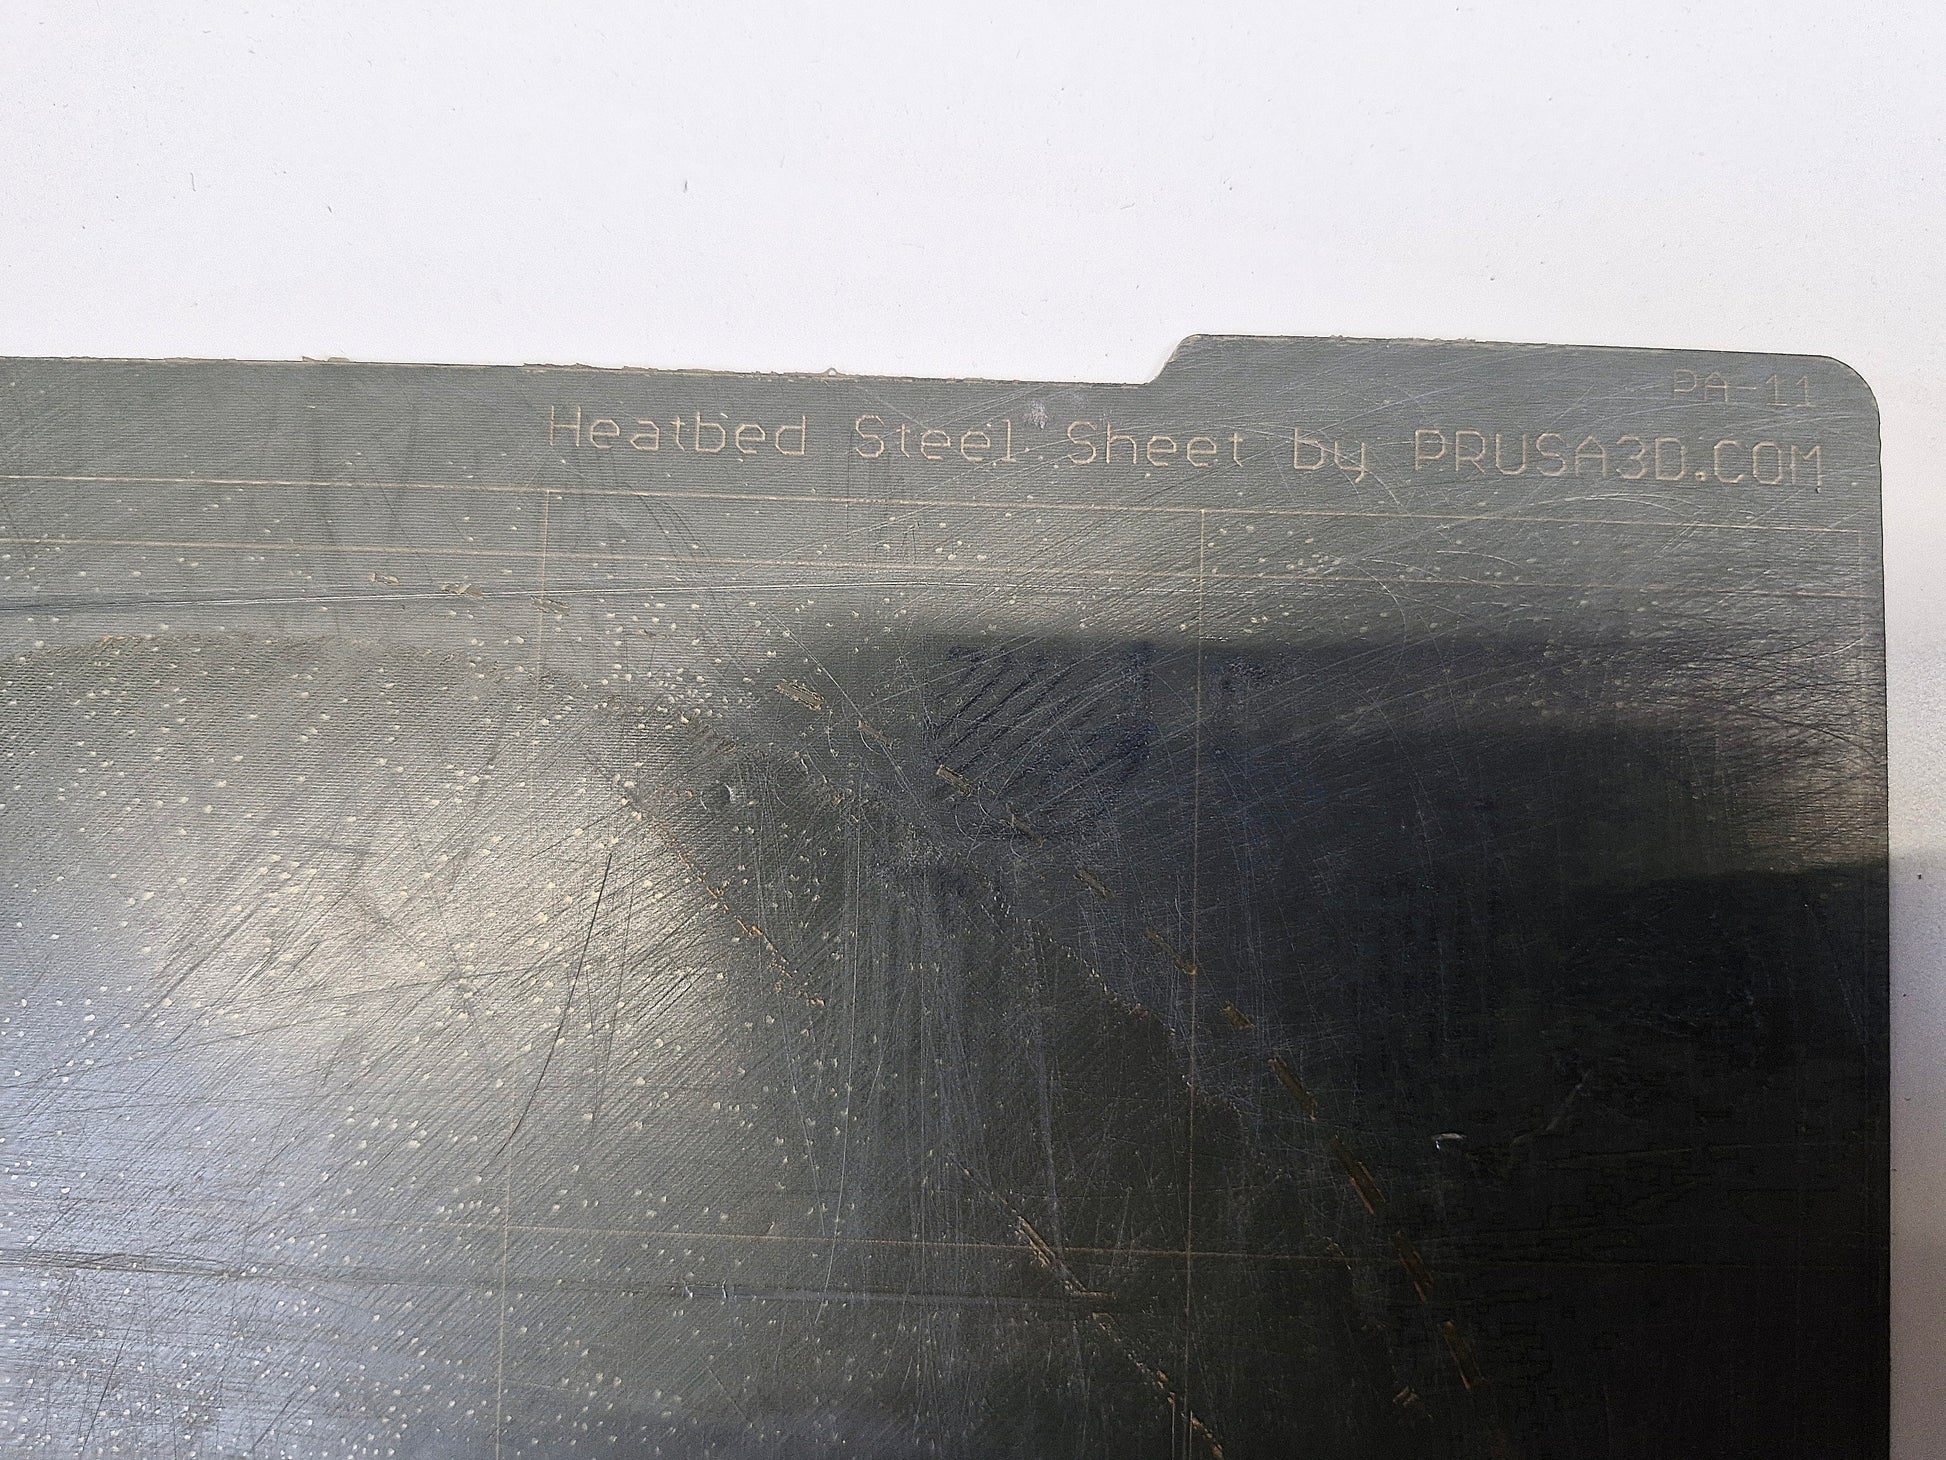 PA-11
Heatbed Steel Sheet by PRUSA3D.COM